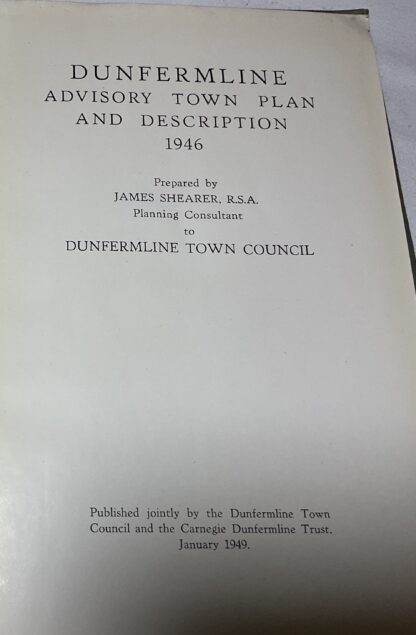 DUNFERMLINE
ADVISORY TOWN PLAN
AND DESCRIPTION
1946
Prepared by
JAMES SHEARER, R.S.A.
Planning Consultant
to
DUNFERMLINE TOWN COUNCIL
Published jointly by the Dunfermline Town
Council and the Carnegie Dunfermline Trust.
January 1949.